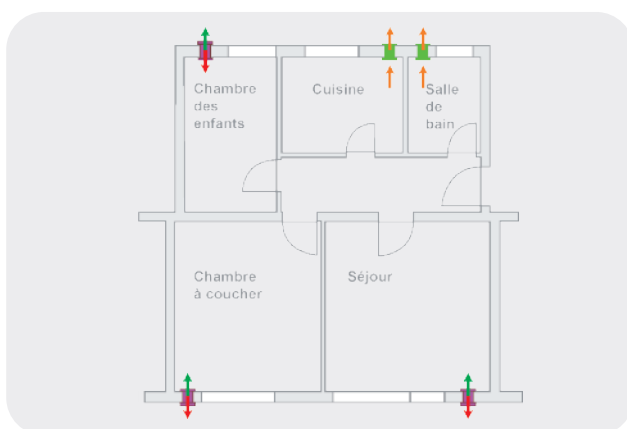 Chambre
des
enfants
Cuisine
Salle
de
bain
Chambre
à coucher
Séjour